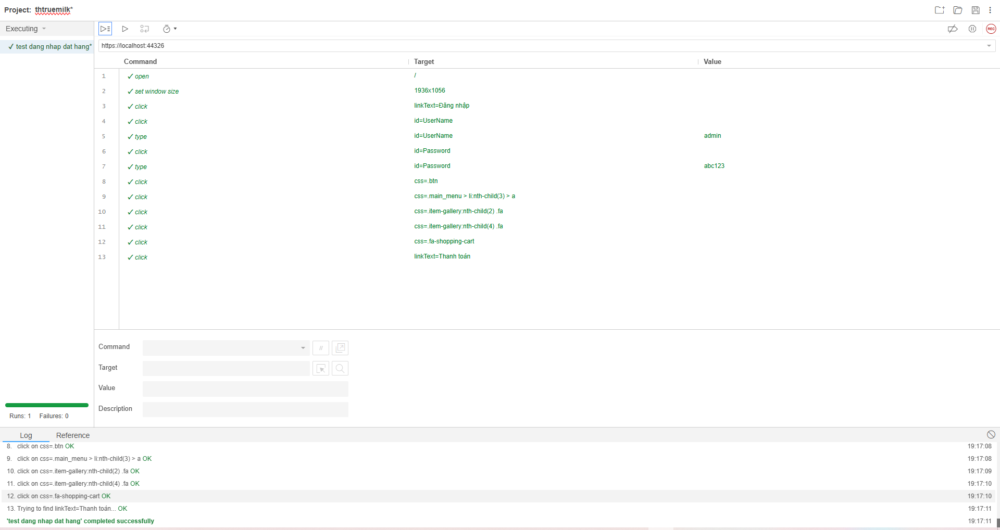 Project: thtruemilk*
Executing
REC
✓ test dang nhap dat hang*
https://localhost:44326
Command Target Value
1 ✓ open /
2 ✓ set window size 1936x1056
3 ✓ click linkText=Đăng nhập
4 ✓ click id=UserName
5 ✓ type id=UserName admin
6 ✓ click id=Password
7 ✓ type id=Password abc123
8 ✓ click css=.btn
9 ✓ click css=.main_menu > li:nth-child(3) > a
10 ✓ click css=.item-gallery:nth-child(2) .fa
11 ✓ click css=.item-gallery:nth-child(4) .fa
12 ✓ click css=.fa-shopping-cart
13 ✓ click linkText=Thanh toán
Command //
Target
Value
Description
Runs: 1 Failures: 0
Log Reference
8. click on css=.btn OK 19:17:08
9. click on css=.main_menu > li:nth-child(3) > a OK 19:17:08
10. click on css=.item-gallery:nth-child(2) .fa OK 19:17:09
11. click on css=.item-gallery:nth-child(4) .fa OK 19:17:10
12. click on css=.fa-shopping-cart OK 19:17:10
13. Trying to find linkText=Thanh toán... OK 19:17:11
'test dang nhap dat hang' completed successfully 19:17:11